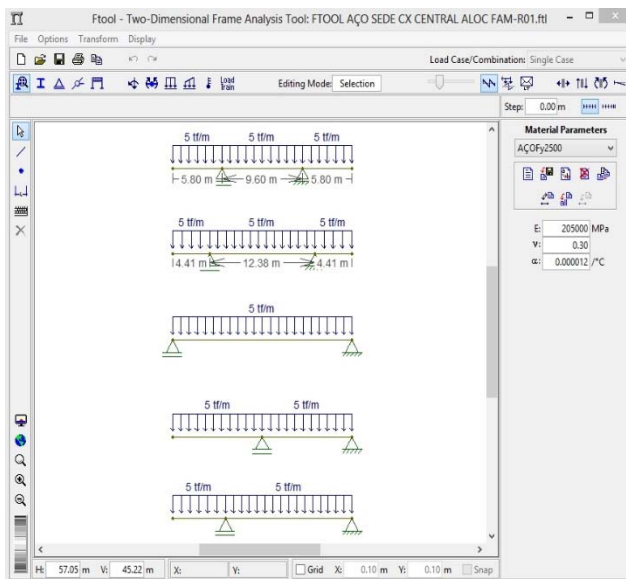 Ftool - Two-Dimensional Frame Analysis Tool: FTOOL AÇO SEDE CX CENTRAL ALOC FAM-R01.ftl
File Options Transform Display
Load Case/Combination: Single Case
Load Train
Editing Mode: Selection
Step: 0.00 m
Material Parameters
AÇOFy2500
E: 205000 MPa
ν: 0.30
α: 0.000012 /°C
5 tf/m 5 tf/m 5 tf/m
5.80 m 9.60 m 5.80 m
5 tf/m 5 tf/m 5 tf/m
4.41 m 12.38 m 4.41 m
5 tf/m
5 tf/m 5 tf/m
5 tf/m 5 tf/m
H: 57.05 m V: 45.22 m X: Y: Grid X: 0.10 m Y: 0.10 m Snap